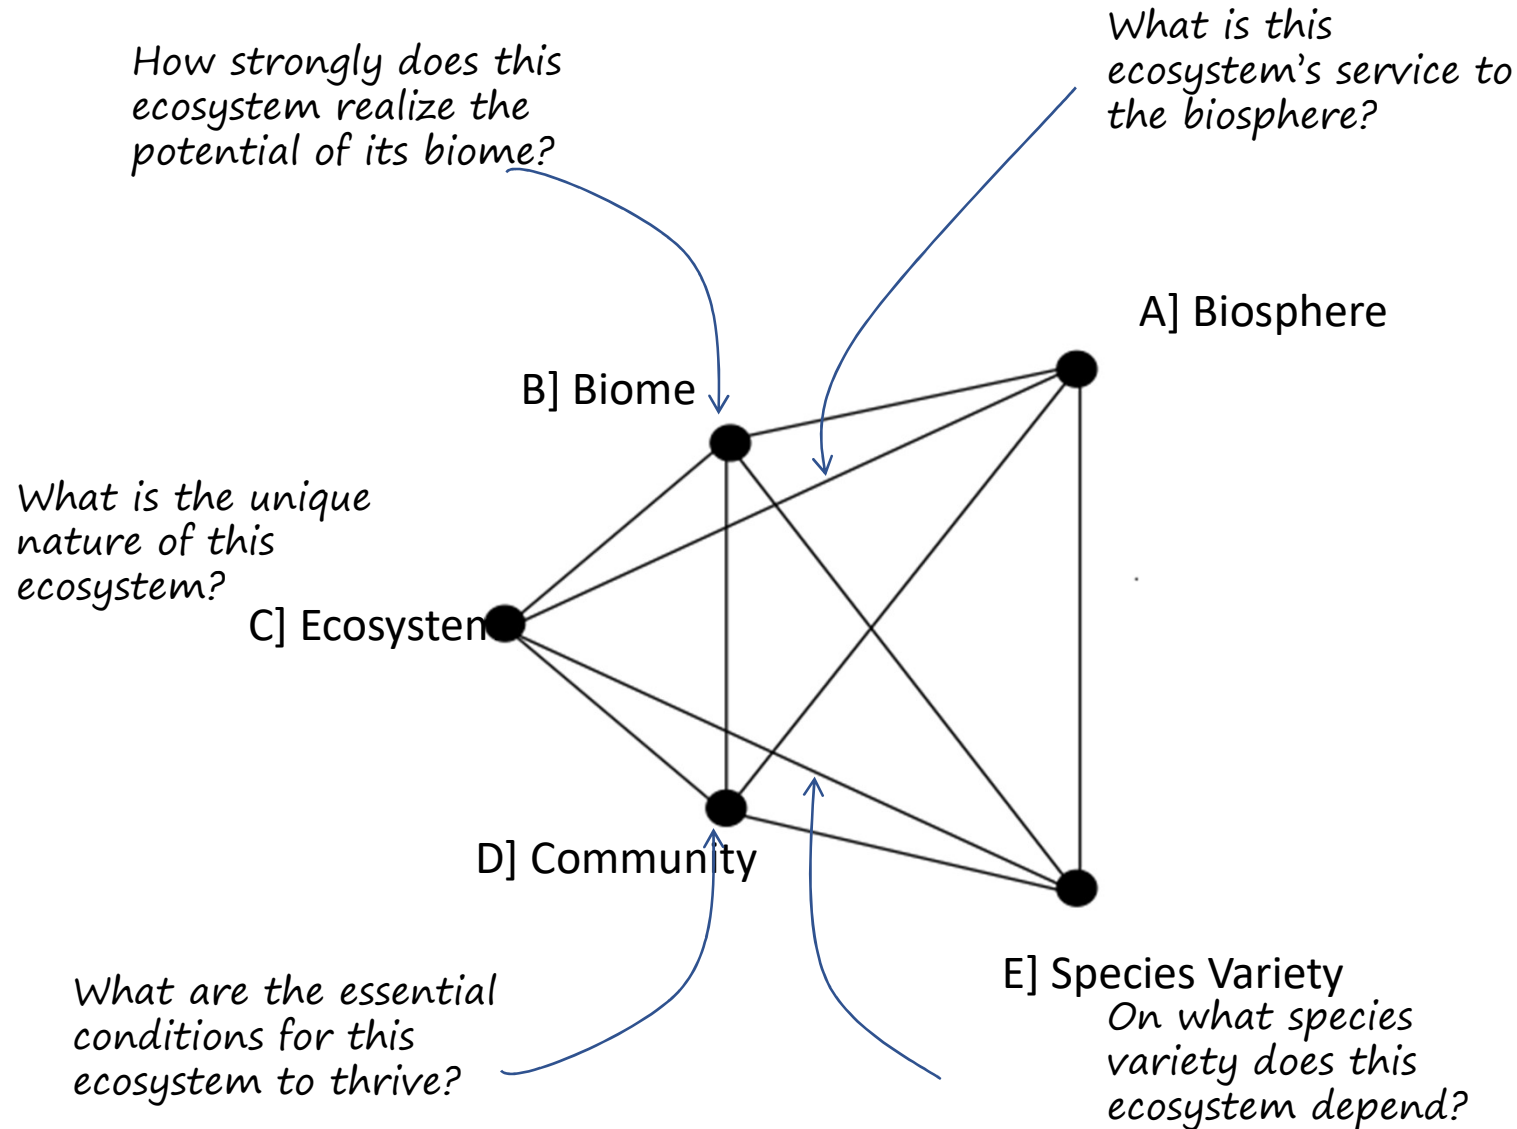 How strongly does this
ecosystem realize the
potential of its biome?
What is this
ecosystem's service to
the biosphere?
A] Biosphere
B] Biome
What is the unique
nature of this
ecosystem?
C] Ecosystem
D] Community
E] Species Variety
What are the essential
conditions for this
ecosystem to thrive?
On what species
variety does this
ecosystem depend?